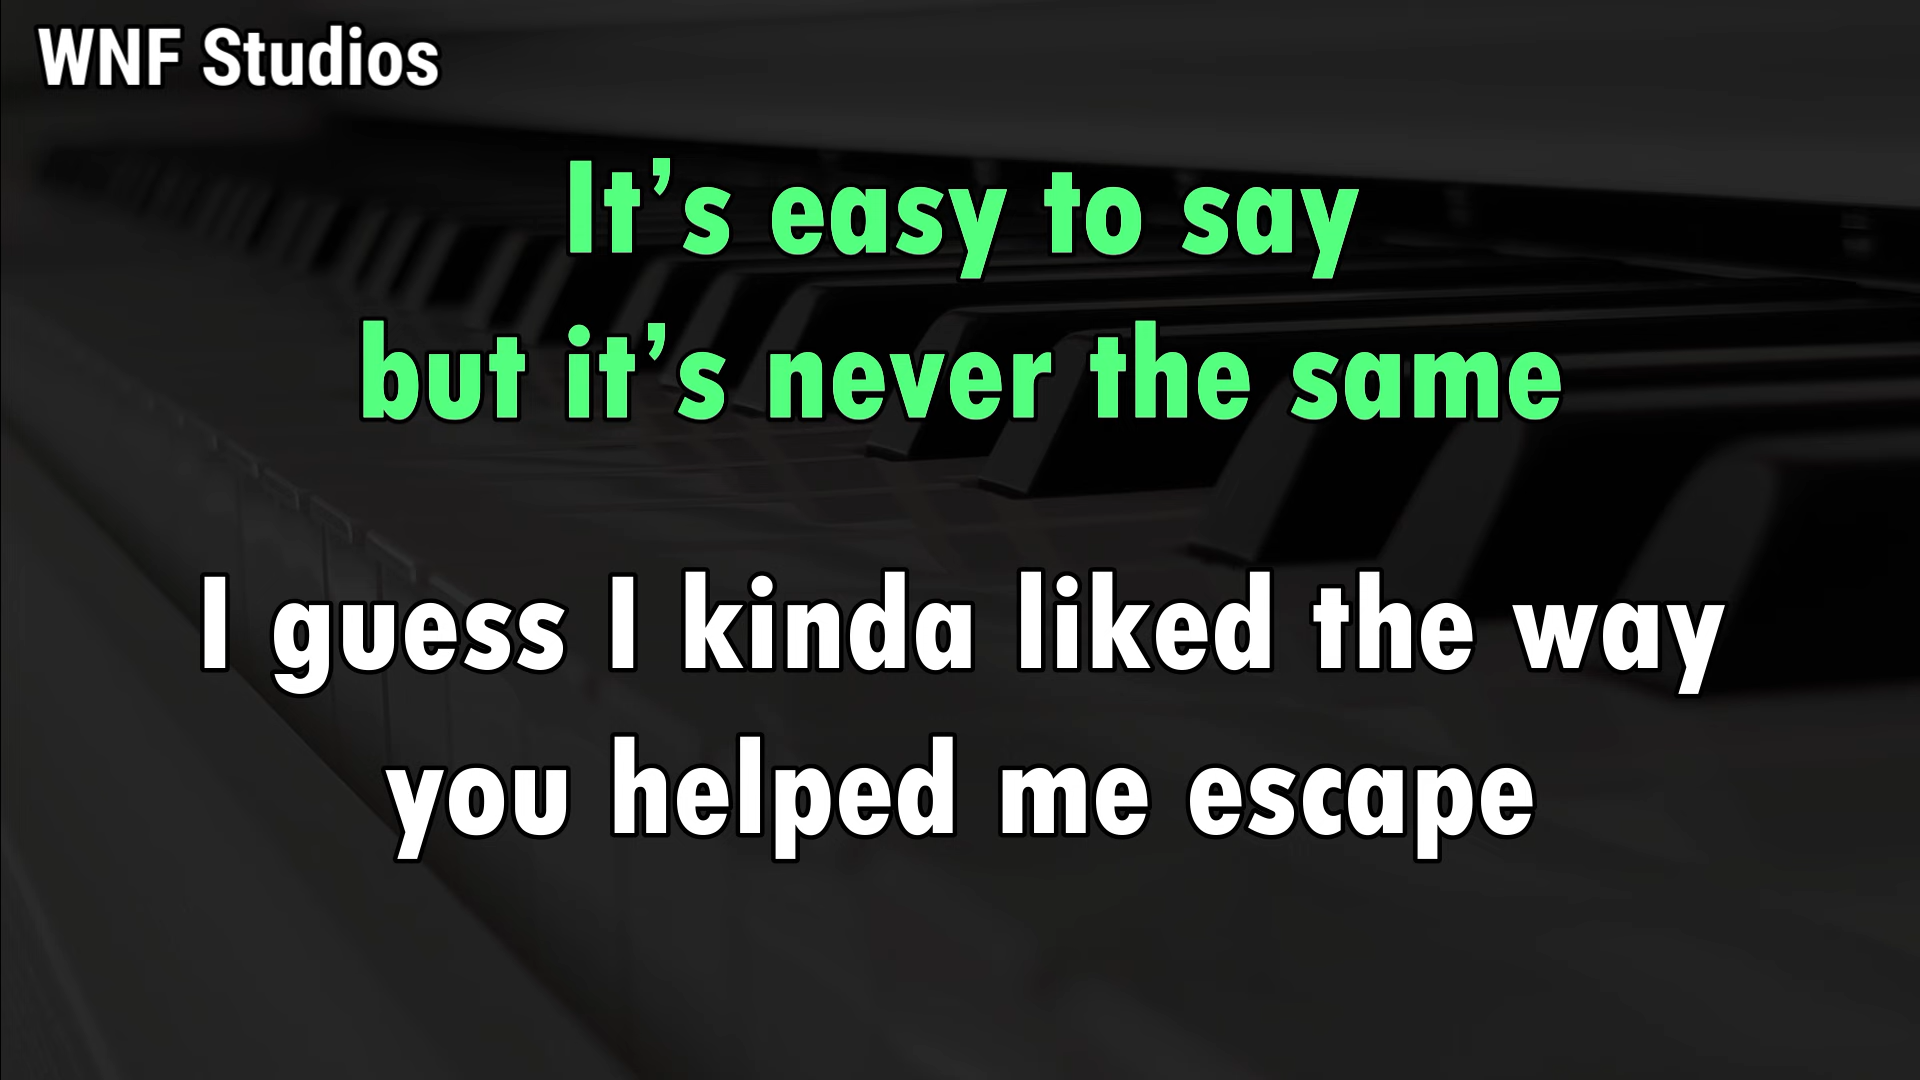 WNF Studios
It’s easy to say
but it’s never the same
I guess I kinda liked the way
you helped me escape